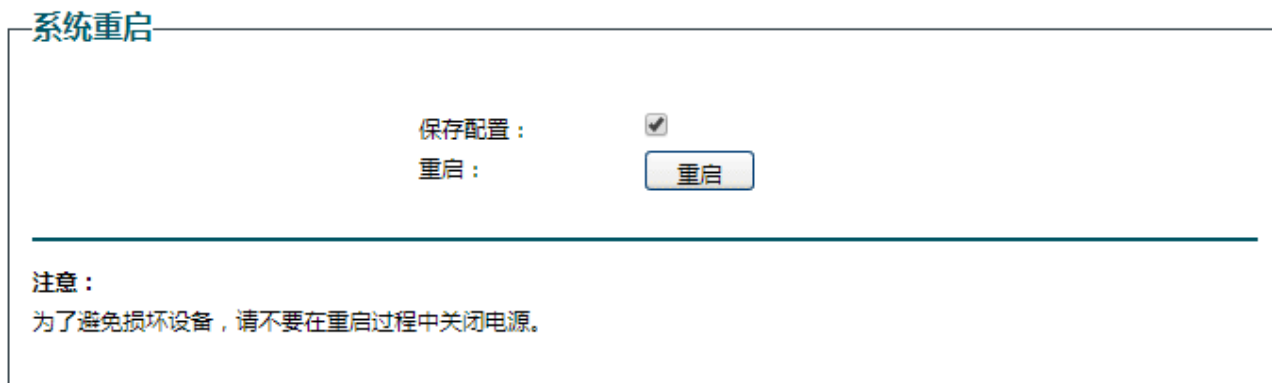 系统重启
保存配置：
重启：
重启
注意：
为了避免损坏设备，请不要在重启过程中关闭电源。